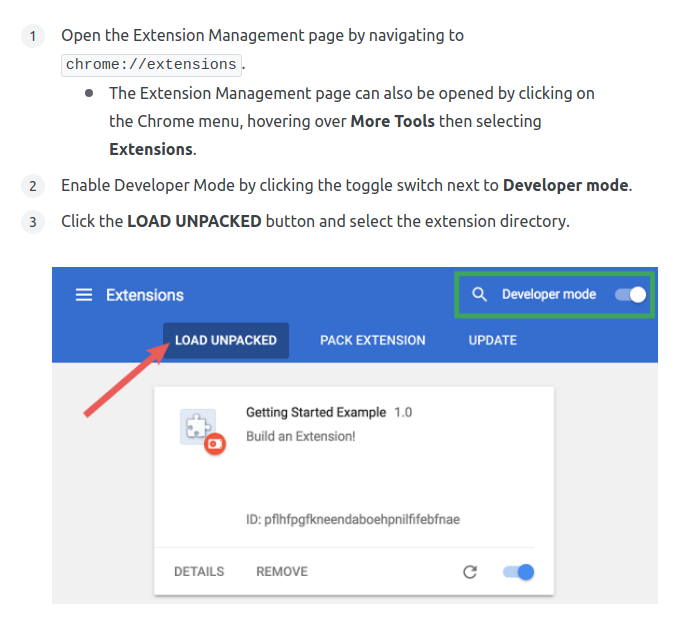 1 Open the Extension Management page by navigating to
chrome://extensions.
• The Extension Management page can also be opened by clicking on
the Chrome menu, hovering over More Tools then selecting
Extensions.
2 Enable Developer Mode by clicking the toggle switch next to Developer mode.
3 Click the LOAD UNPACKED button and select the extension directory.
Extensions Developer mode
LOAD UNPACKED PACK EXTENSION UPDATE
Getting Started Example 1.0
Build an Extension!
ID: pflhfpgfkneendaboehpnilfifebfnae
DETAILS REMOVE